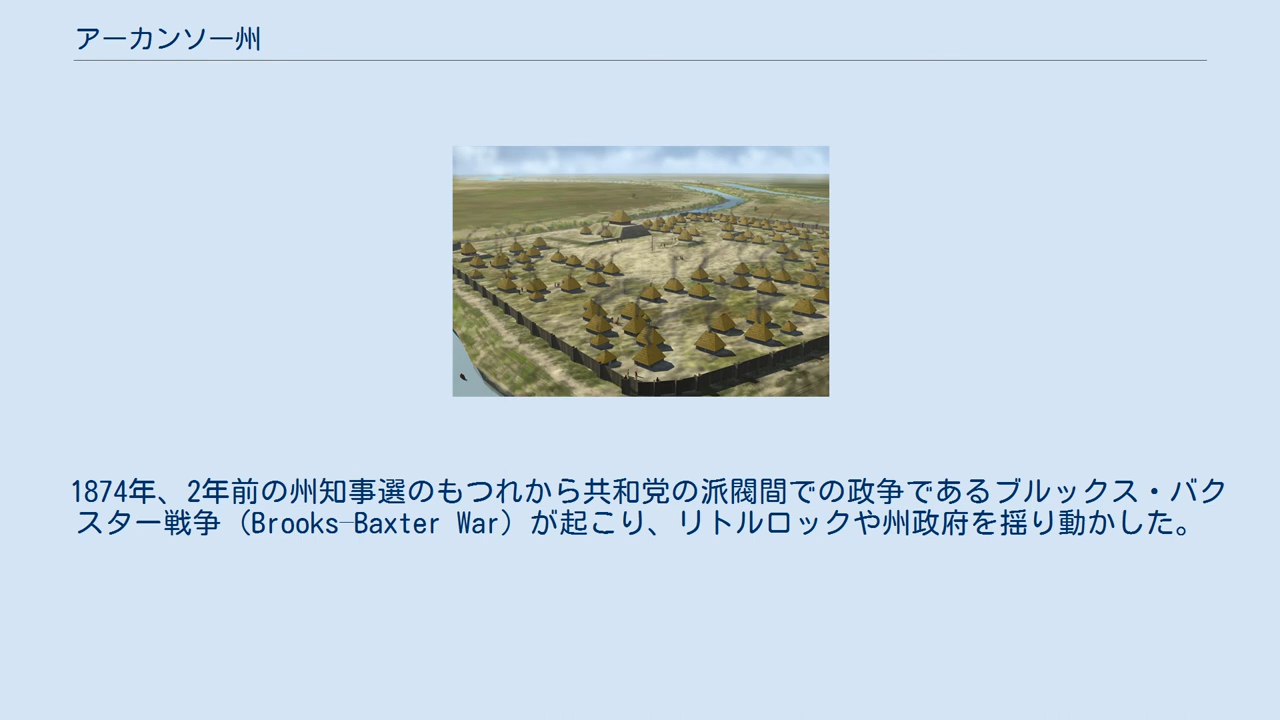 アーカンソー州
1874年、2年前の州知事選のもつれから共和党の派閥間での政争であるブルックス・バク
スター戦争（Brooks–Baxter War）が起こり、リトルロックや州政府を揺り動かした。